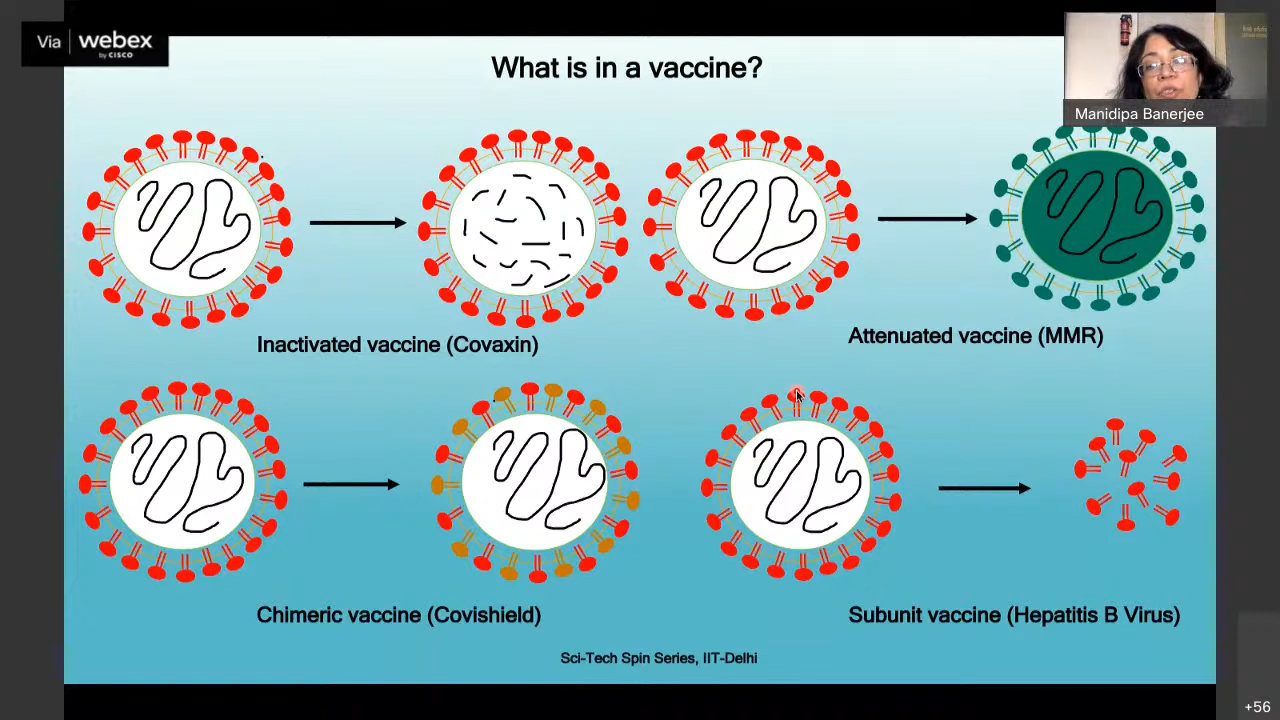 Via webex
by CISCO
What is in a vaccine?
Manidipa Banerjee
Inactivated vaccine (Covaxin)
Attenuated vaccine (MMR)
Chimeric vaccine (Covishield)
Subunit vaccine (Hepatitis B Virus)
Sci-Tech Spin Series, IIT-Delhi
+56